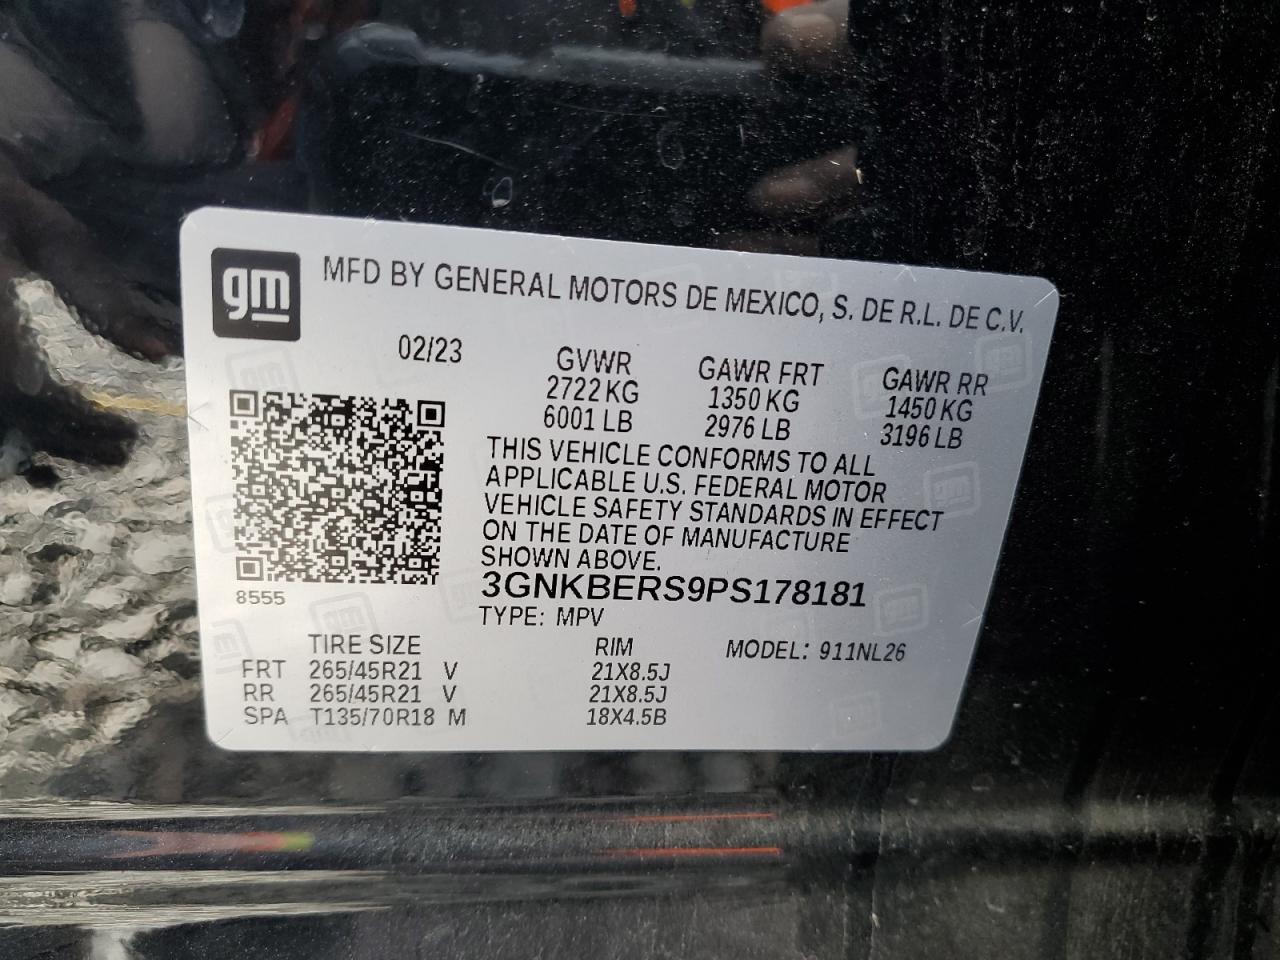 gm
MFD BY GENERAL MOTORS DE MEXICO, S. DE R.L. DE C.V.
02/23
GVWR GAWR FRT GAWR RR
2722 KG 1350 KG 1450 KG
6001 LB 2976 LB 3196 LB
THIS VEHICLE CONFORMS TO ALL
APPLICABLE U.S. FEDERAL MOTOR
VEHICLE SAFETY STANDARDS IN EFFECT
ON THE DATE OF MANUFACTURE
SHOWN ABOVE.
3GNKBERS9PS178181
8555
TYPE: MPV
TIRE SIZE RIM MODEL: 911NL26
FRT 265/45R21 V 21X8.5J
RR 265/45R21 V 21X8.5J
SPA T135/70R18 M 18X4.5B